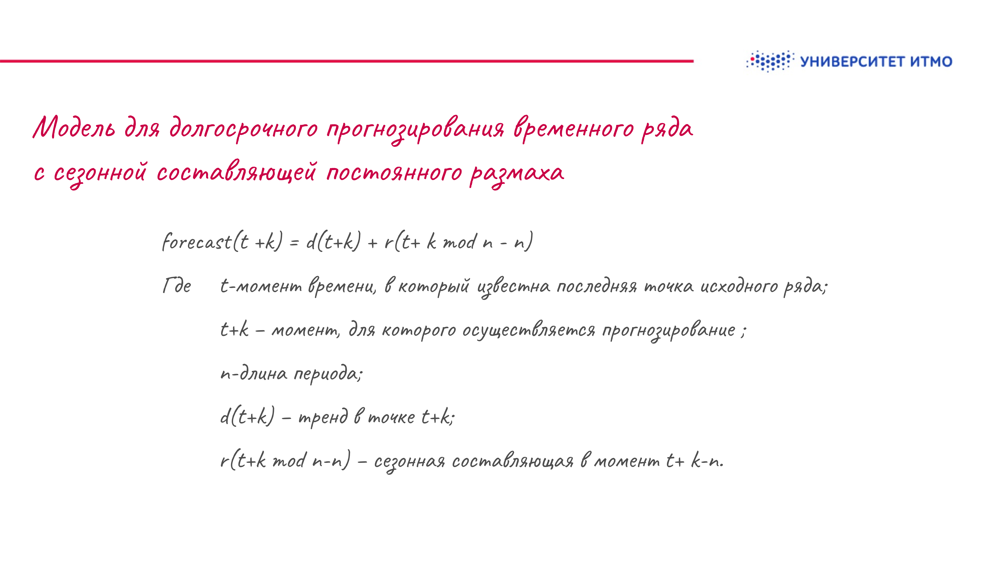 УНИВЕРСИТЕТ ИТМО
Модель для долгосрочного прогнозирования временного ряда
с сезонной составляющей постоянного размаха
forecast(t +k) = d(t+k) + r(t+ k mod n - n)
Где t-момент времени, в который известна последняя точка исходного ряда;
t+k – момент, для которого осуществляется прогнозирование ;
n-длина периода;
d(t+k) – тренд в точке t+k;
r(t+k mod n-n) – сезонная составляющая в момент t+ k-n.